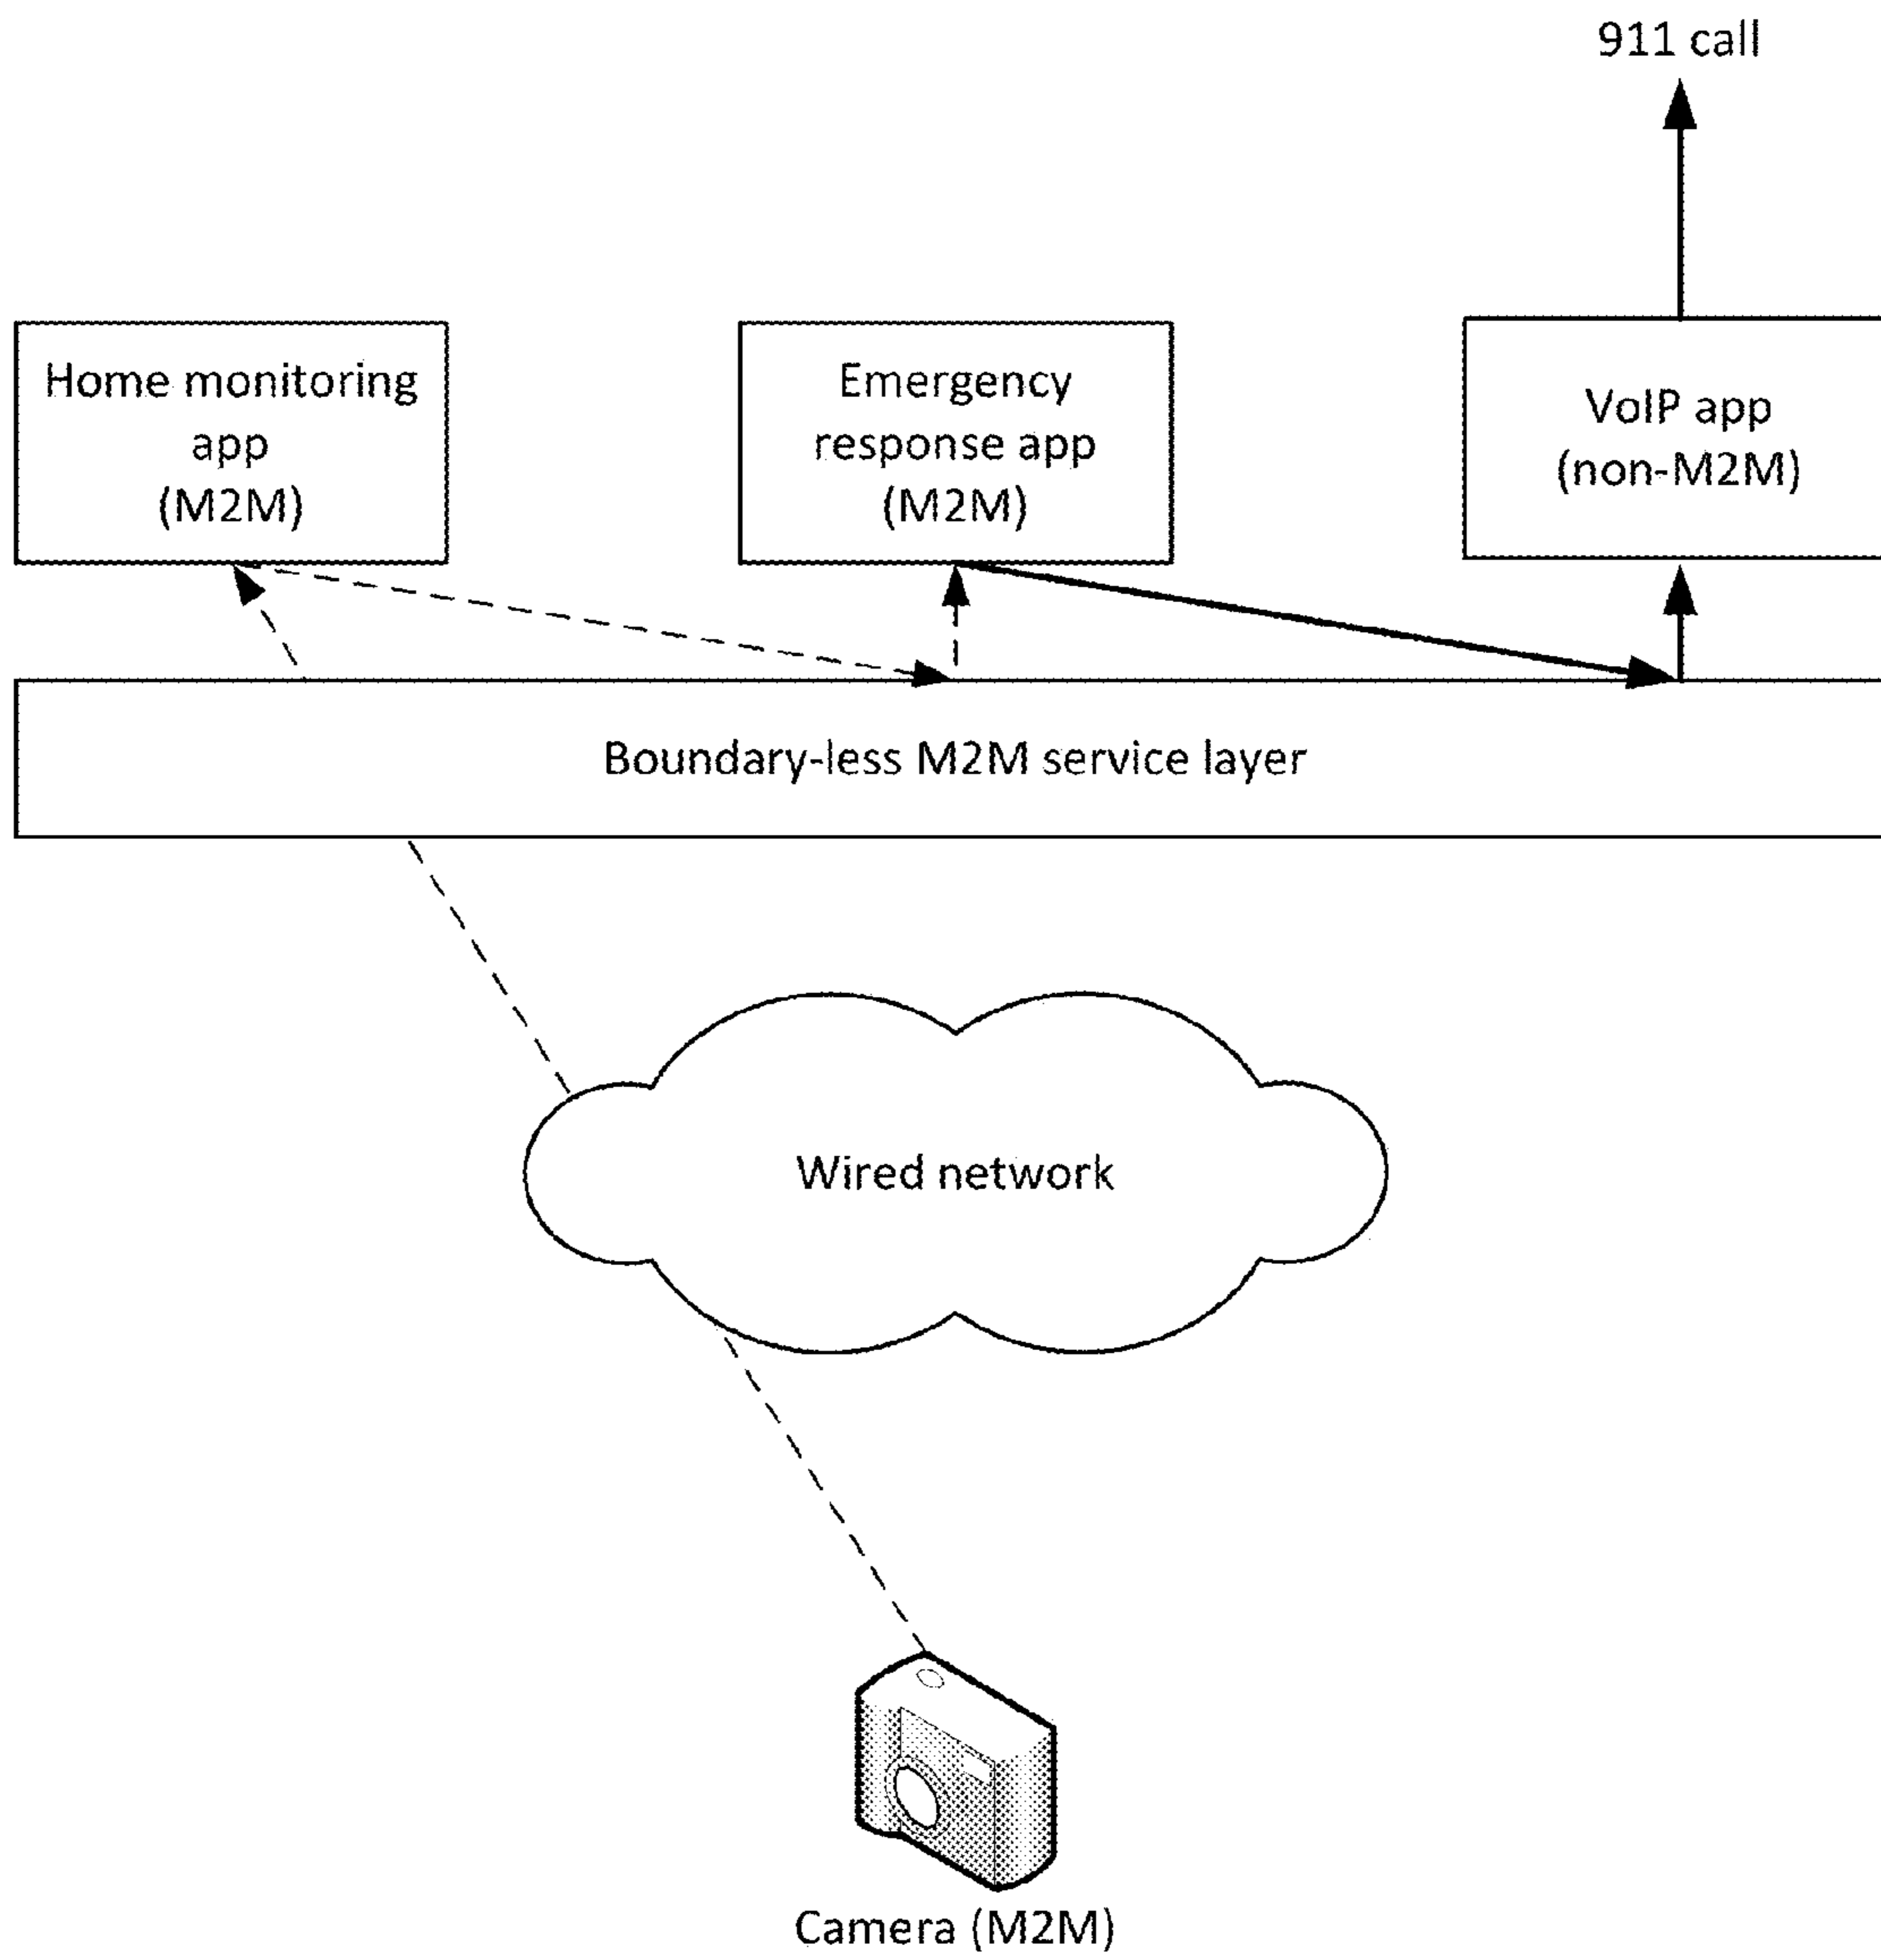 911 call
Home monitoring
app
(M2M)
Emergency
response app
(M2M)
VoIP app
(non-M2M)
Boundary-less M2M service layer
Wired network
Camera (M2M)